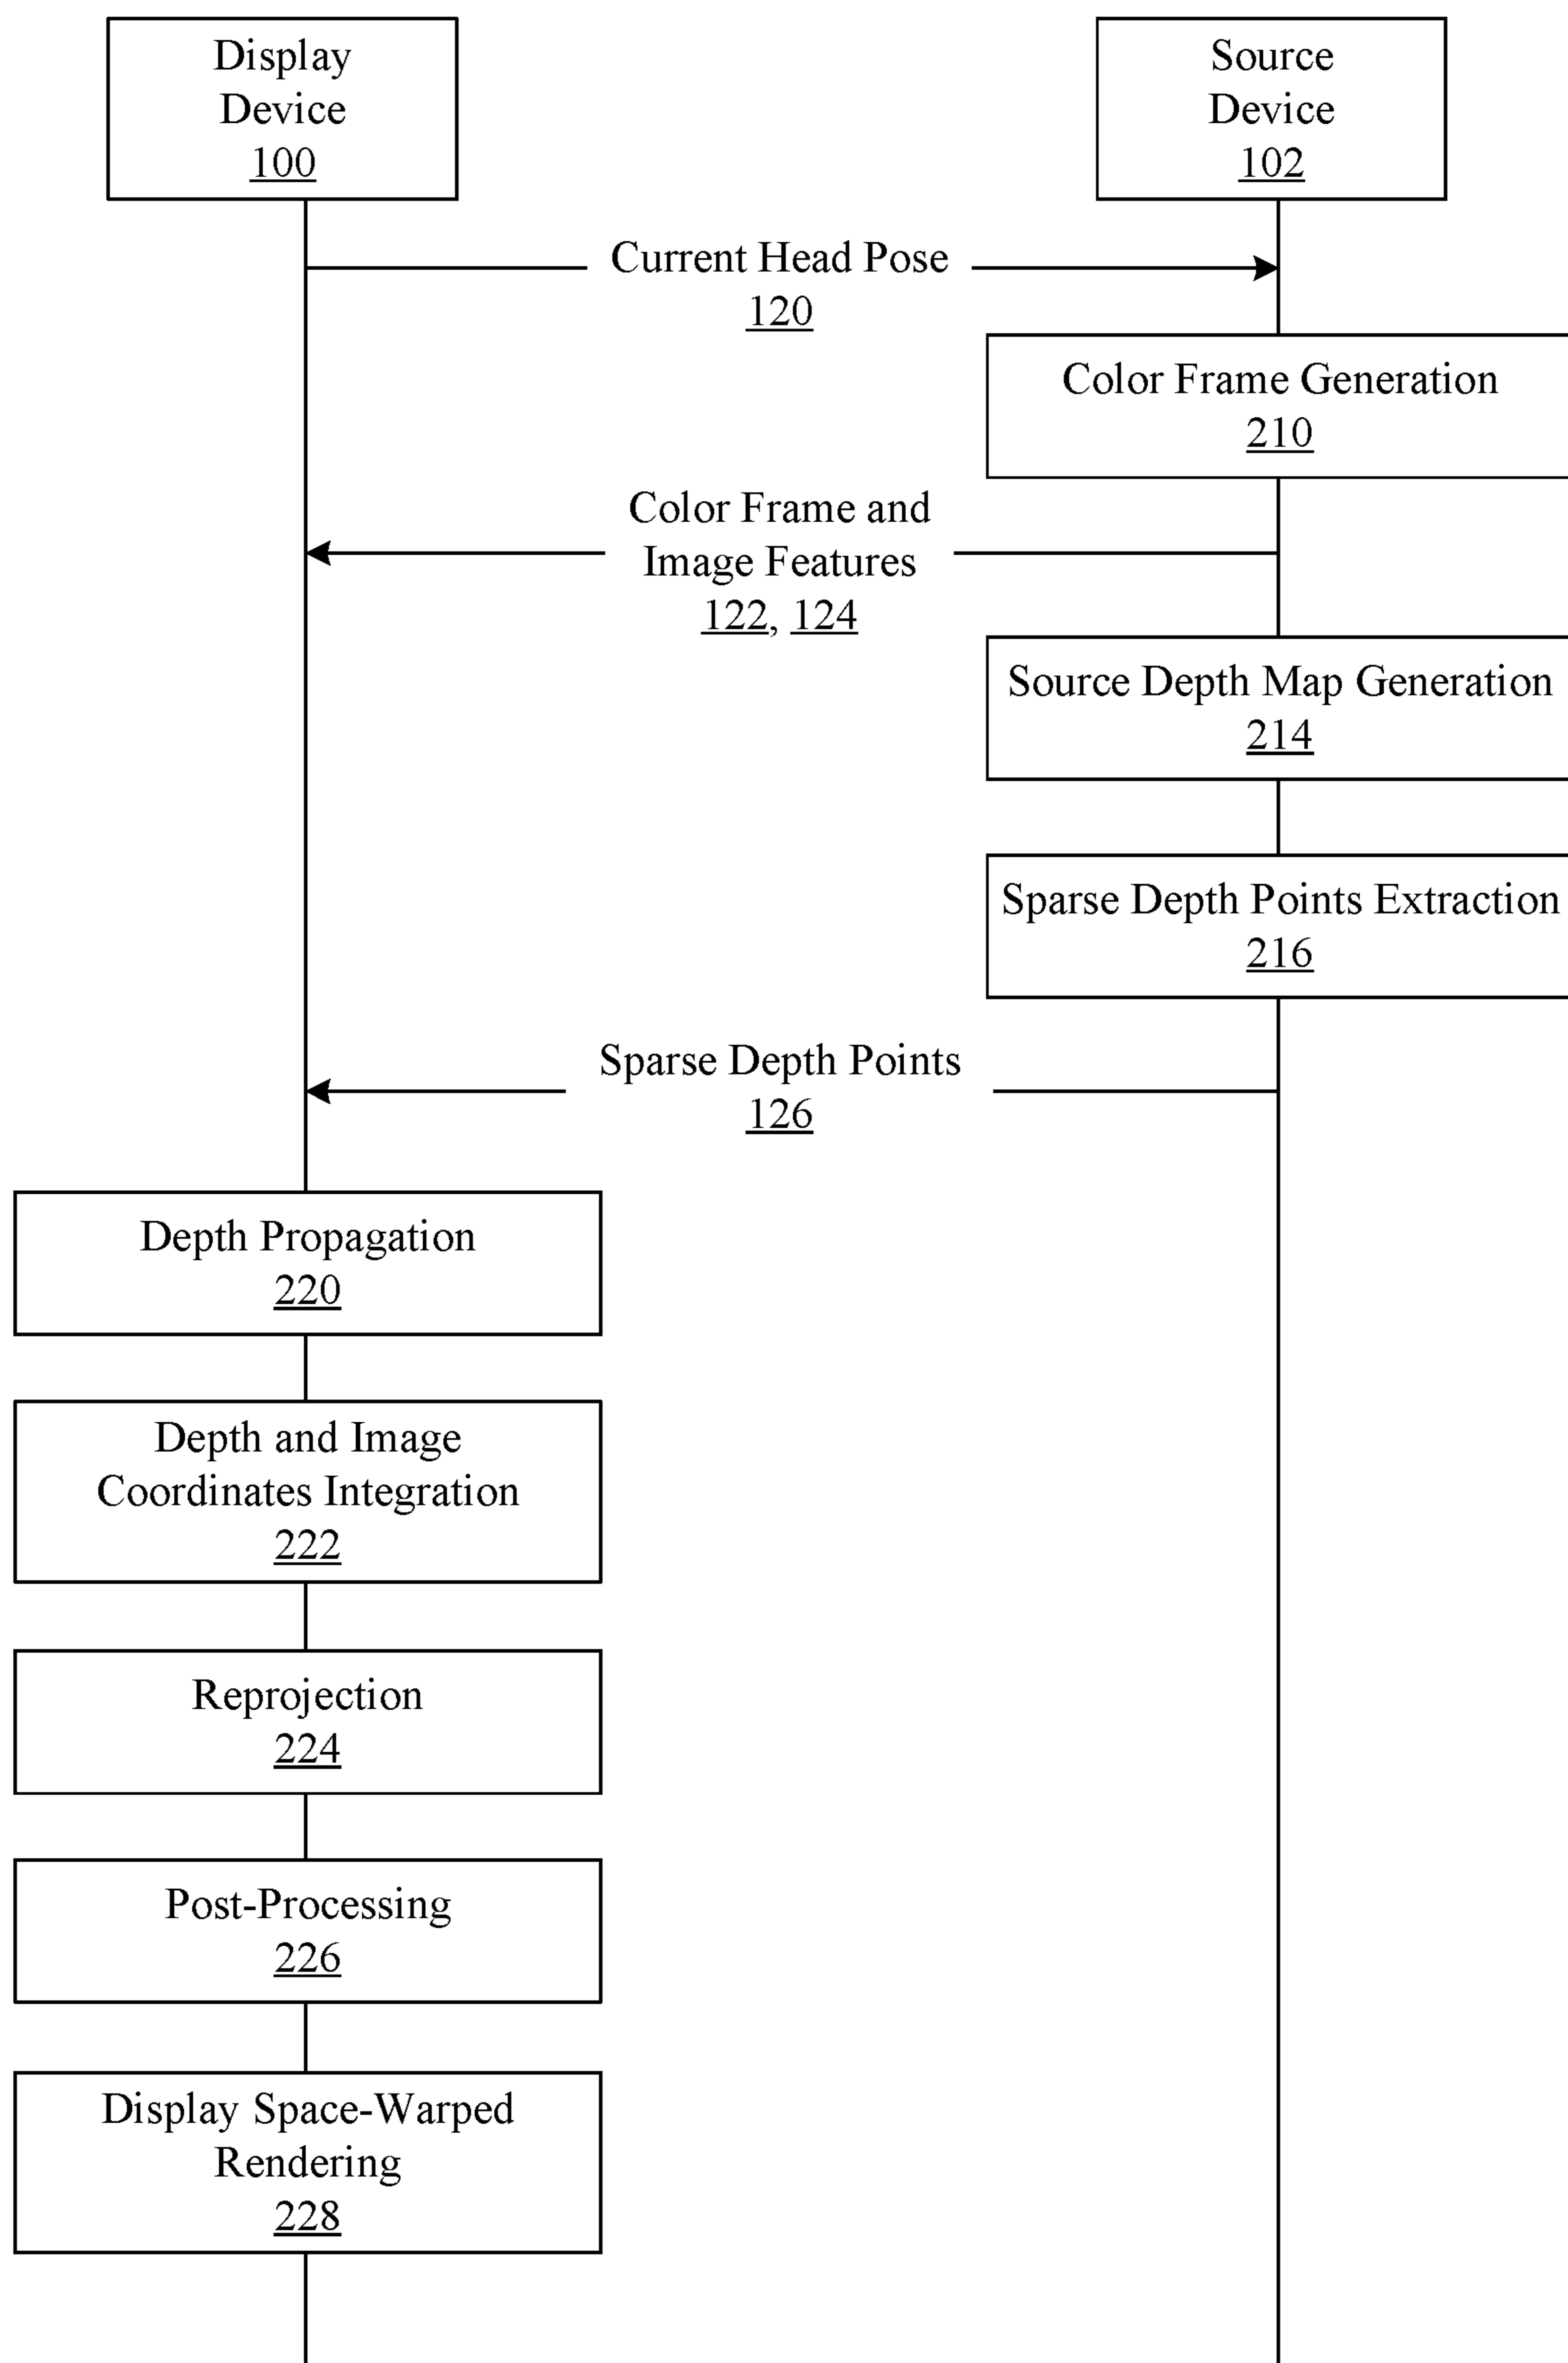 Display
Device
100
Source
Device
102
Current Head Pose
120
Color Frame Generation
210
Color Frame and
Image Features
122, 124
Source Depth Map Generation
214
Sparse Depth Points Extraction
216
Sparse Depth Points
126
Depth Propagation
220
Depth and Image
Coordinates Integration
222
Reprojection
224
Post-Processing
226
Display Space-Warped
Rendering
228